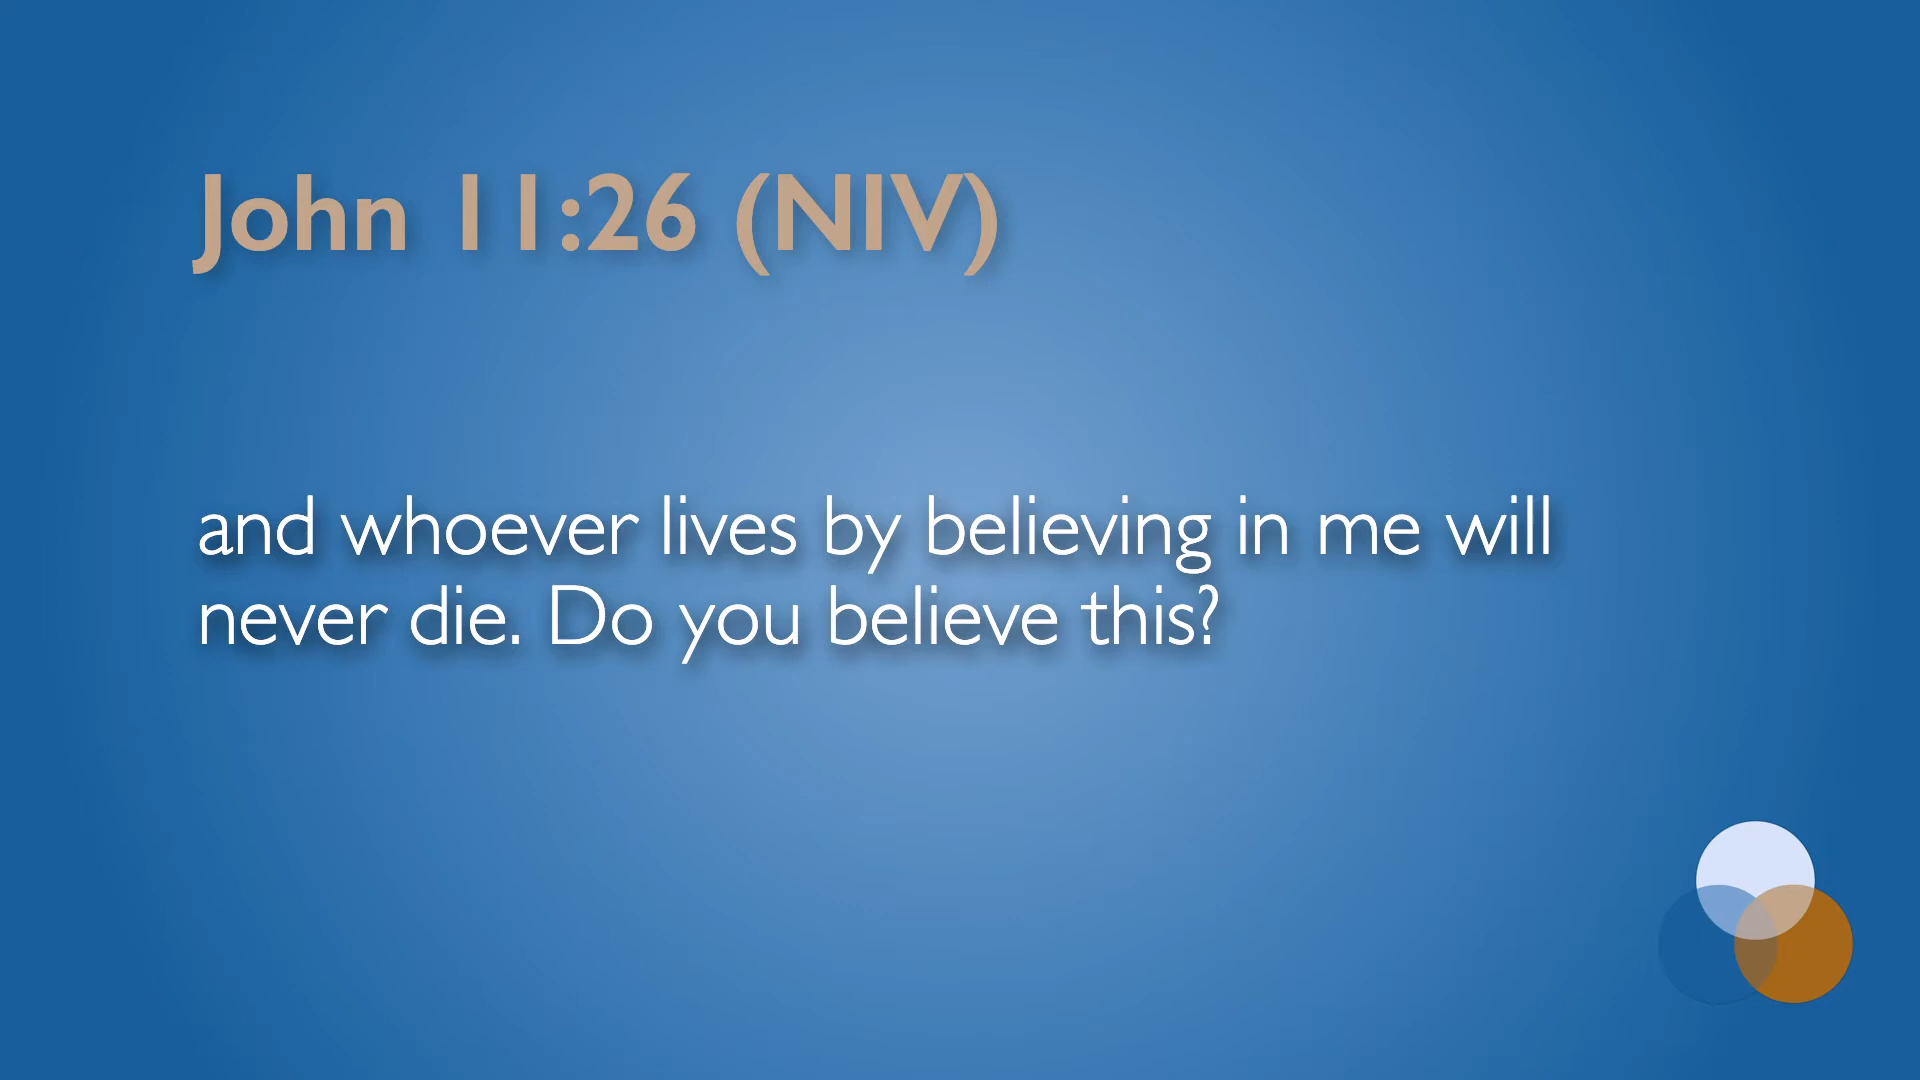 John 11:26 (NIV)
and whoever lives by believing in me will
never die. Do you believe this?